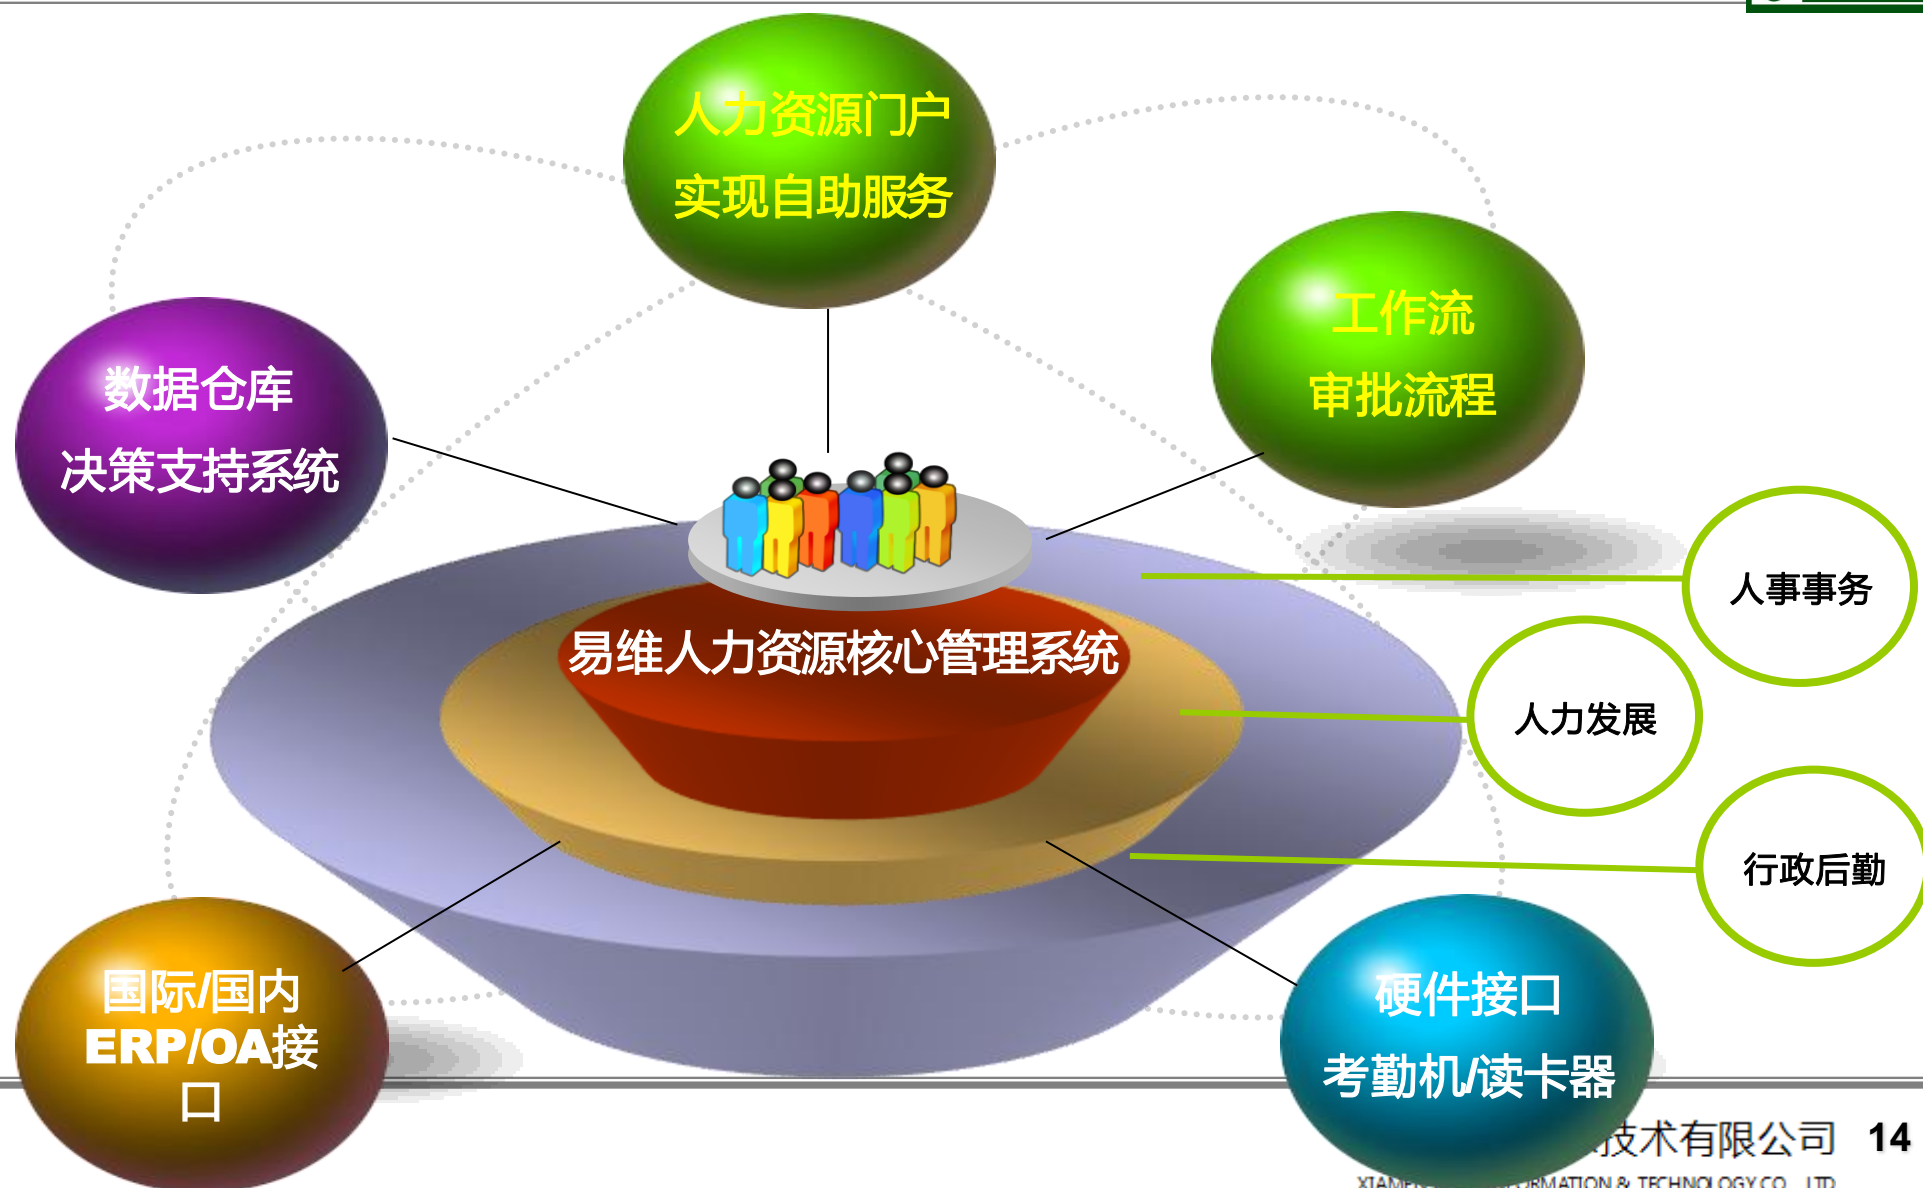 人力资源门户
实现自助服务
工作流
审批流程
数据仓库
决策支持系统
易维人力资源核心管理系统
人事事务
人力发展
行政后勤
国际/国内
ERP/OA接
口
硬件接口
考勤机/读卡器
技术有限公司
14
& TECHNOLOGY CO., LTD